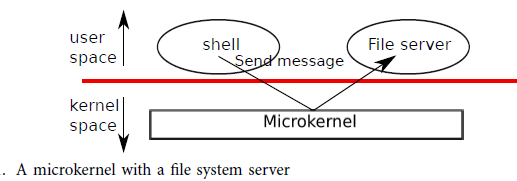 user
space
shell
File server
Send message
kernel
space
Microkernel
. A microkernel with a file system server